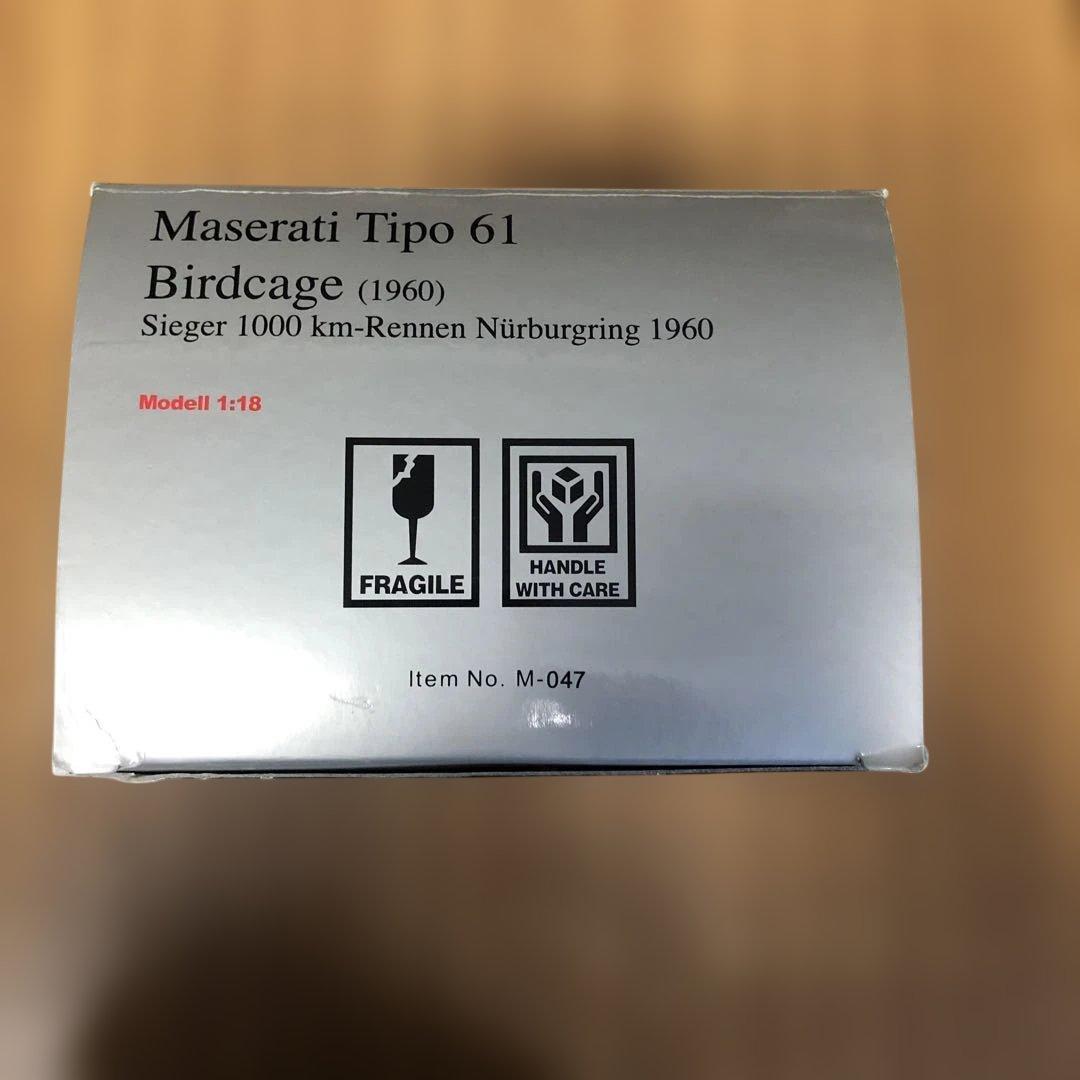 Maserati Tipo 61
Birdcage (1960)
Sieger 1000 km-Rennen Nürburgring 1960
Modell 1:18
FRAGILE
HANDLE
WITH CARE
Item No. M-047